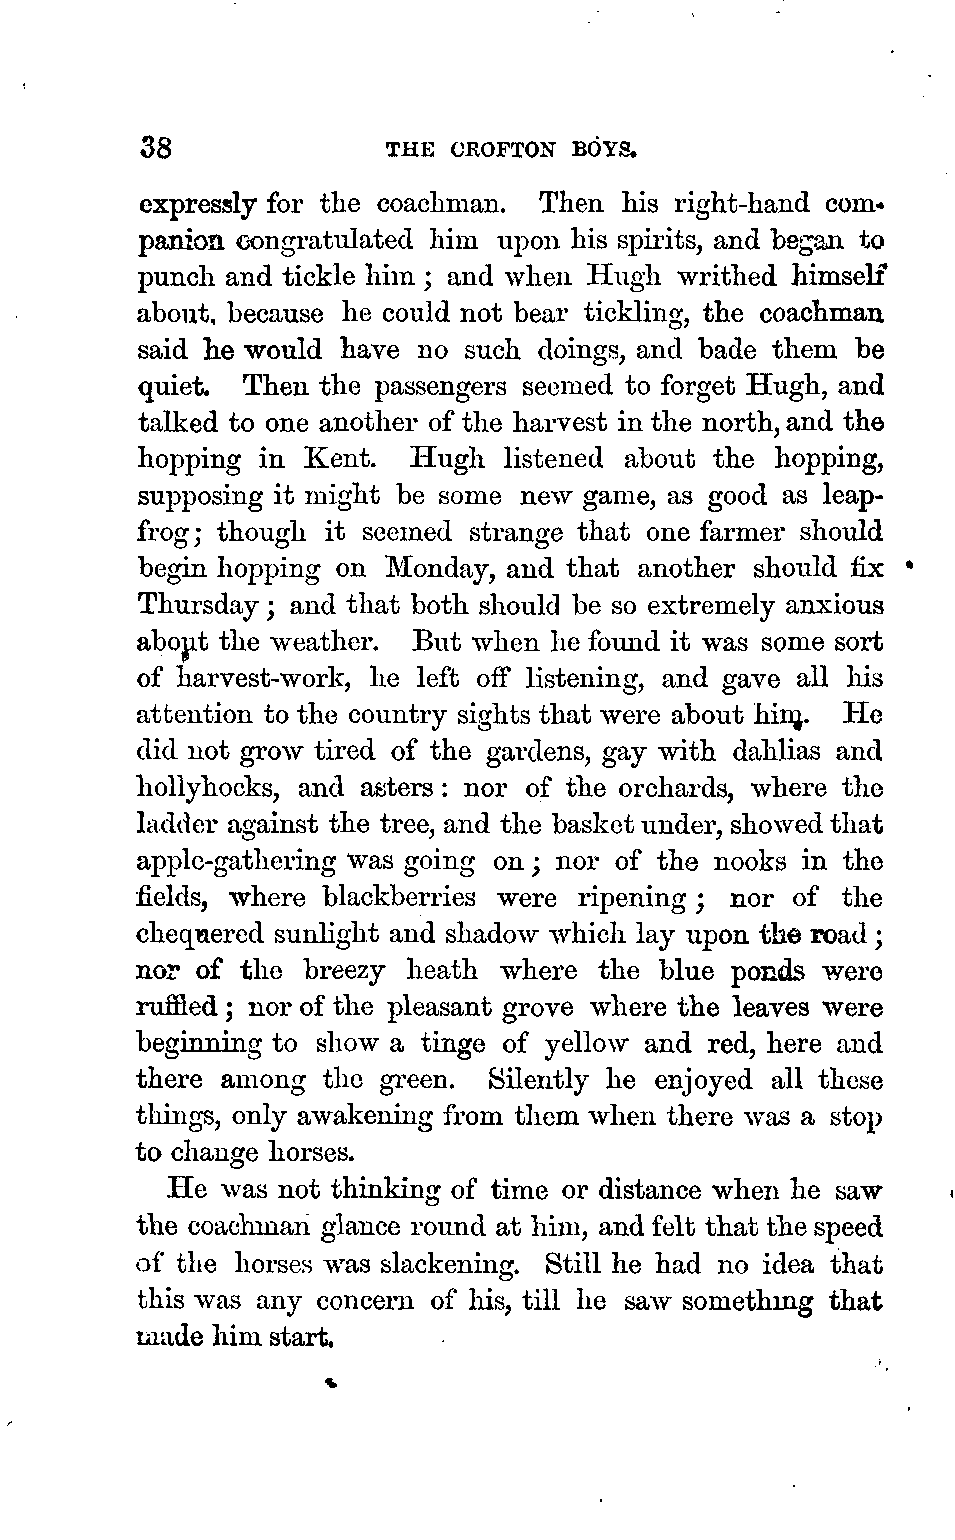 38 THE CROFTON BOYS.
expressly for the coachman. Then his right-hand com-
panion congratulated him upon his spirits, and began to
punch and tickle him; and when Hugh writhed himself
about, because he could not bear tickling, the coachman
said he would have no such doings, and bade them be
quiet. Then the passengers seemed to forget Hugh, and
talked to one another of the harvest in the north, and the
hopping in Kent. Hugh listened about the hopping,
supposing it might be some new game, as good as leap-
frog; though it seemed strange that one farmer should
begin hopping on Monday, and that another should fix
Thursday; and that both should be so extremely anxious
about the weather. But when he found it was some sort
of harvest-work, he left off listening, and gave all his
attention to the country sights that were about him. He
did not grow tired of the gardens, gay with dahlias and
hollyhocks, and asters: nor of the orchards, where the
ladder against the tree, and the basket under, showed that
apple-gathering was going on; nor of the nooks in the
fields, where blackberries were ripening; nor of the
chequered sunlight and shadow which lay upon the road;
nor of the breezy heath where the blue ponds were
ruffled; nor of the pleasant grove where the leaves were
beginning to show a tinge of yellow and red, here and
there among the green. Silently he enjoyed all these
things, only awakening from them when there was a stop
to change horses.
He was not thinking of time or distance when he saw
the coachman glance round at him, and felt that the speed
of the horses was slackening. Still he had no idea that
this was any concern of his, till he saw something that
made him start.